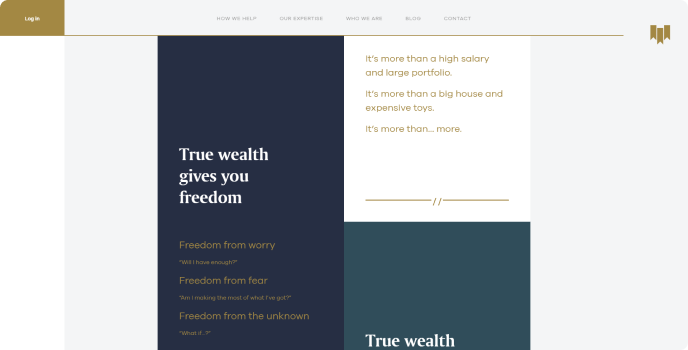 Log in
HOW WE HELP
OUR EXPERTISE
WHO WE ARE
BLOG
CONTACT
True wealth
gives you
freedom
Freedom from worry
"Will I have enough?"
Freedom from fear
"Am I making the most of what I've got?"
Freedom from the unknown
"What if...?"
It's more than a high salary
and large portfolio.
It's more than a big house and
expensive toys.
It's more than... more.
//
True wealth